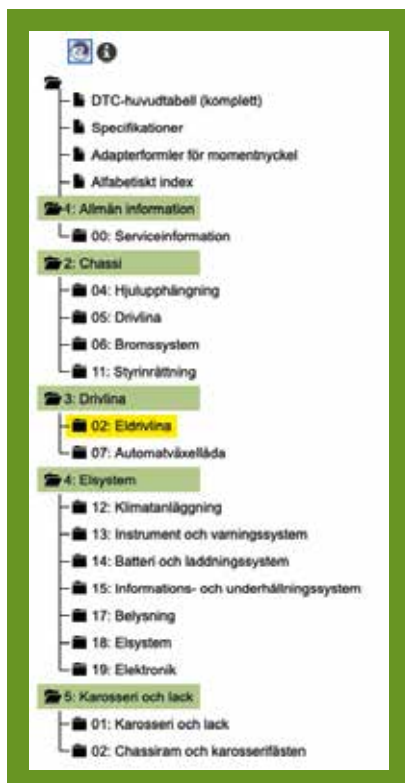 DTC-huvudtabell (komplett)
Specifikationer
Adapterformler för momentnyckel
Alfabetiskt index
1: Allmän information
00: Serviceinformation
2: Chassi
04: Hjulupphängning
05: Drivlina
06: Bromssystem
11: Styrinrättning
3: Drivlina
02: Eldrivlina
07: Automatväxellåda
4: Elsystem
12: Klimatanläggning
13: Instrument och varningssystem
14: Batteri och laddningssystem
15: Informations- och underhållningssystem
17: Belysning
18: Elsystem
19: Elektronik
5: Karosseri och lack
01: Karosseri och lack
02: Chassiram och karosserifästen